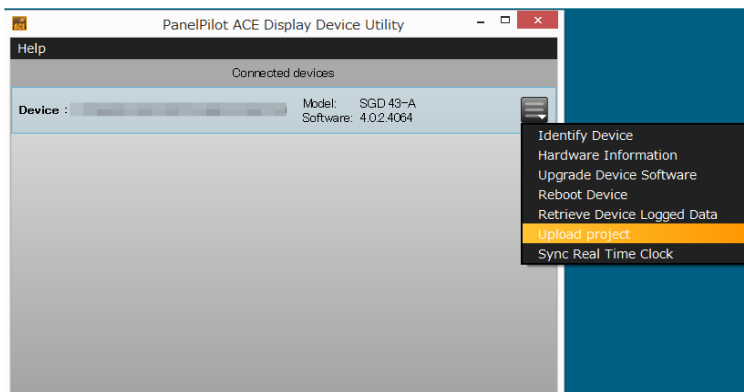 PanelPilot ACE Display Device Utility
Help
Connected devices
Device :
Model: SGD 43-A
Software: 4.0.2.4064
Identify Device
Hardware Information
Upgrade Device Software
Reboot Device
Retrieve Device Logged Data
Upload project
Sync Real Time Clock